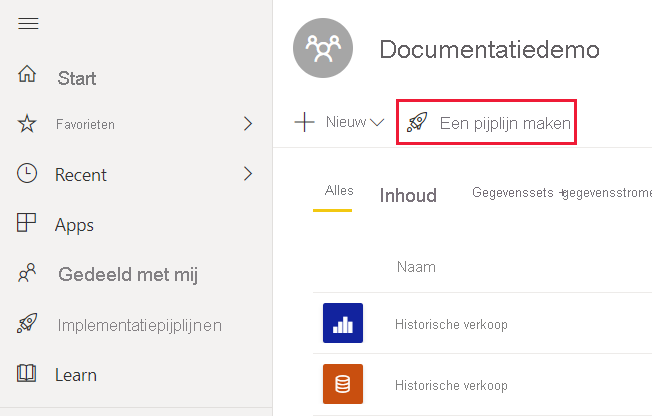 Start
Favorieten
Recent
Apps
Gedeeld met mij
Implementatiepijplijnen
Learn
Documentatiedemo
Nieuw
Een pijplijn maken
Alles Inhoud Gegevenssets +gegevensstrome
Naam
Historische verkoop
Historische verkoop